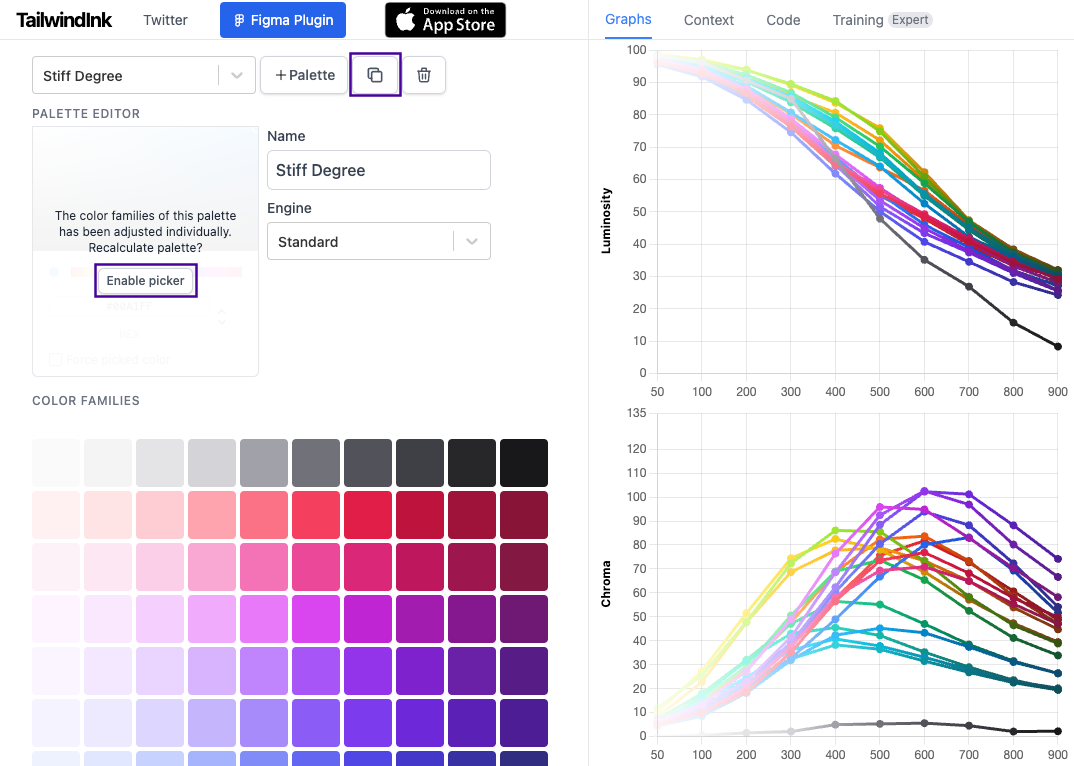 TailwindInk
Twitter
Figma Plugin
Download on the
App Store
Graphs
Context
Code
Training Expert
Stiff Degree
+ Palette
PALETTE EDITOR
Name
Stiff Degree
Engine
Standard
The color families of this palette
has been adjusted individually.
Recalculate palette?
Enable picker
HEX
Force picked color
COLOR FAMILIES
100
90
80
70
60
50
40
30
20
10
0
Luminosity
50 100 200 300 400 500 600 700 800 900
135
120
110
100
90
80
70
60
50
40
30
20
10
0
Chroma
50 100 200 300 400 500 600 700 800 900